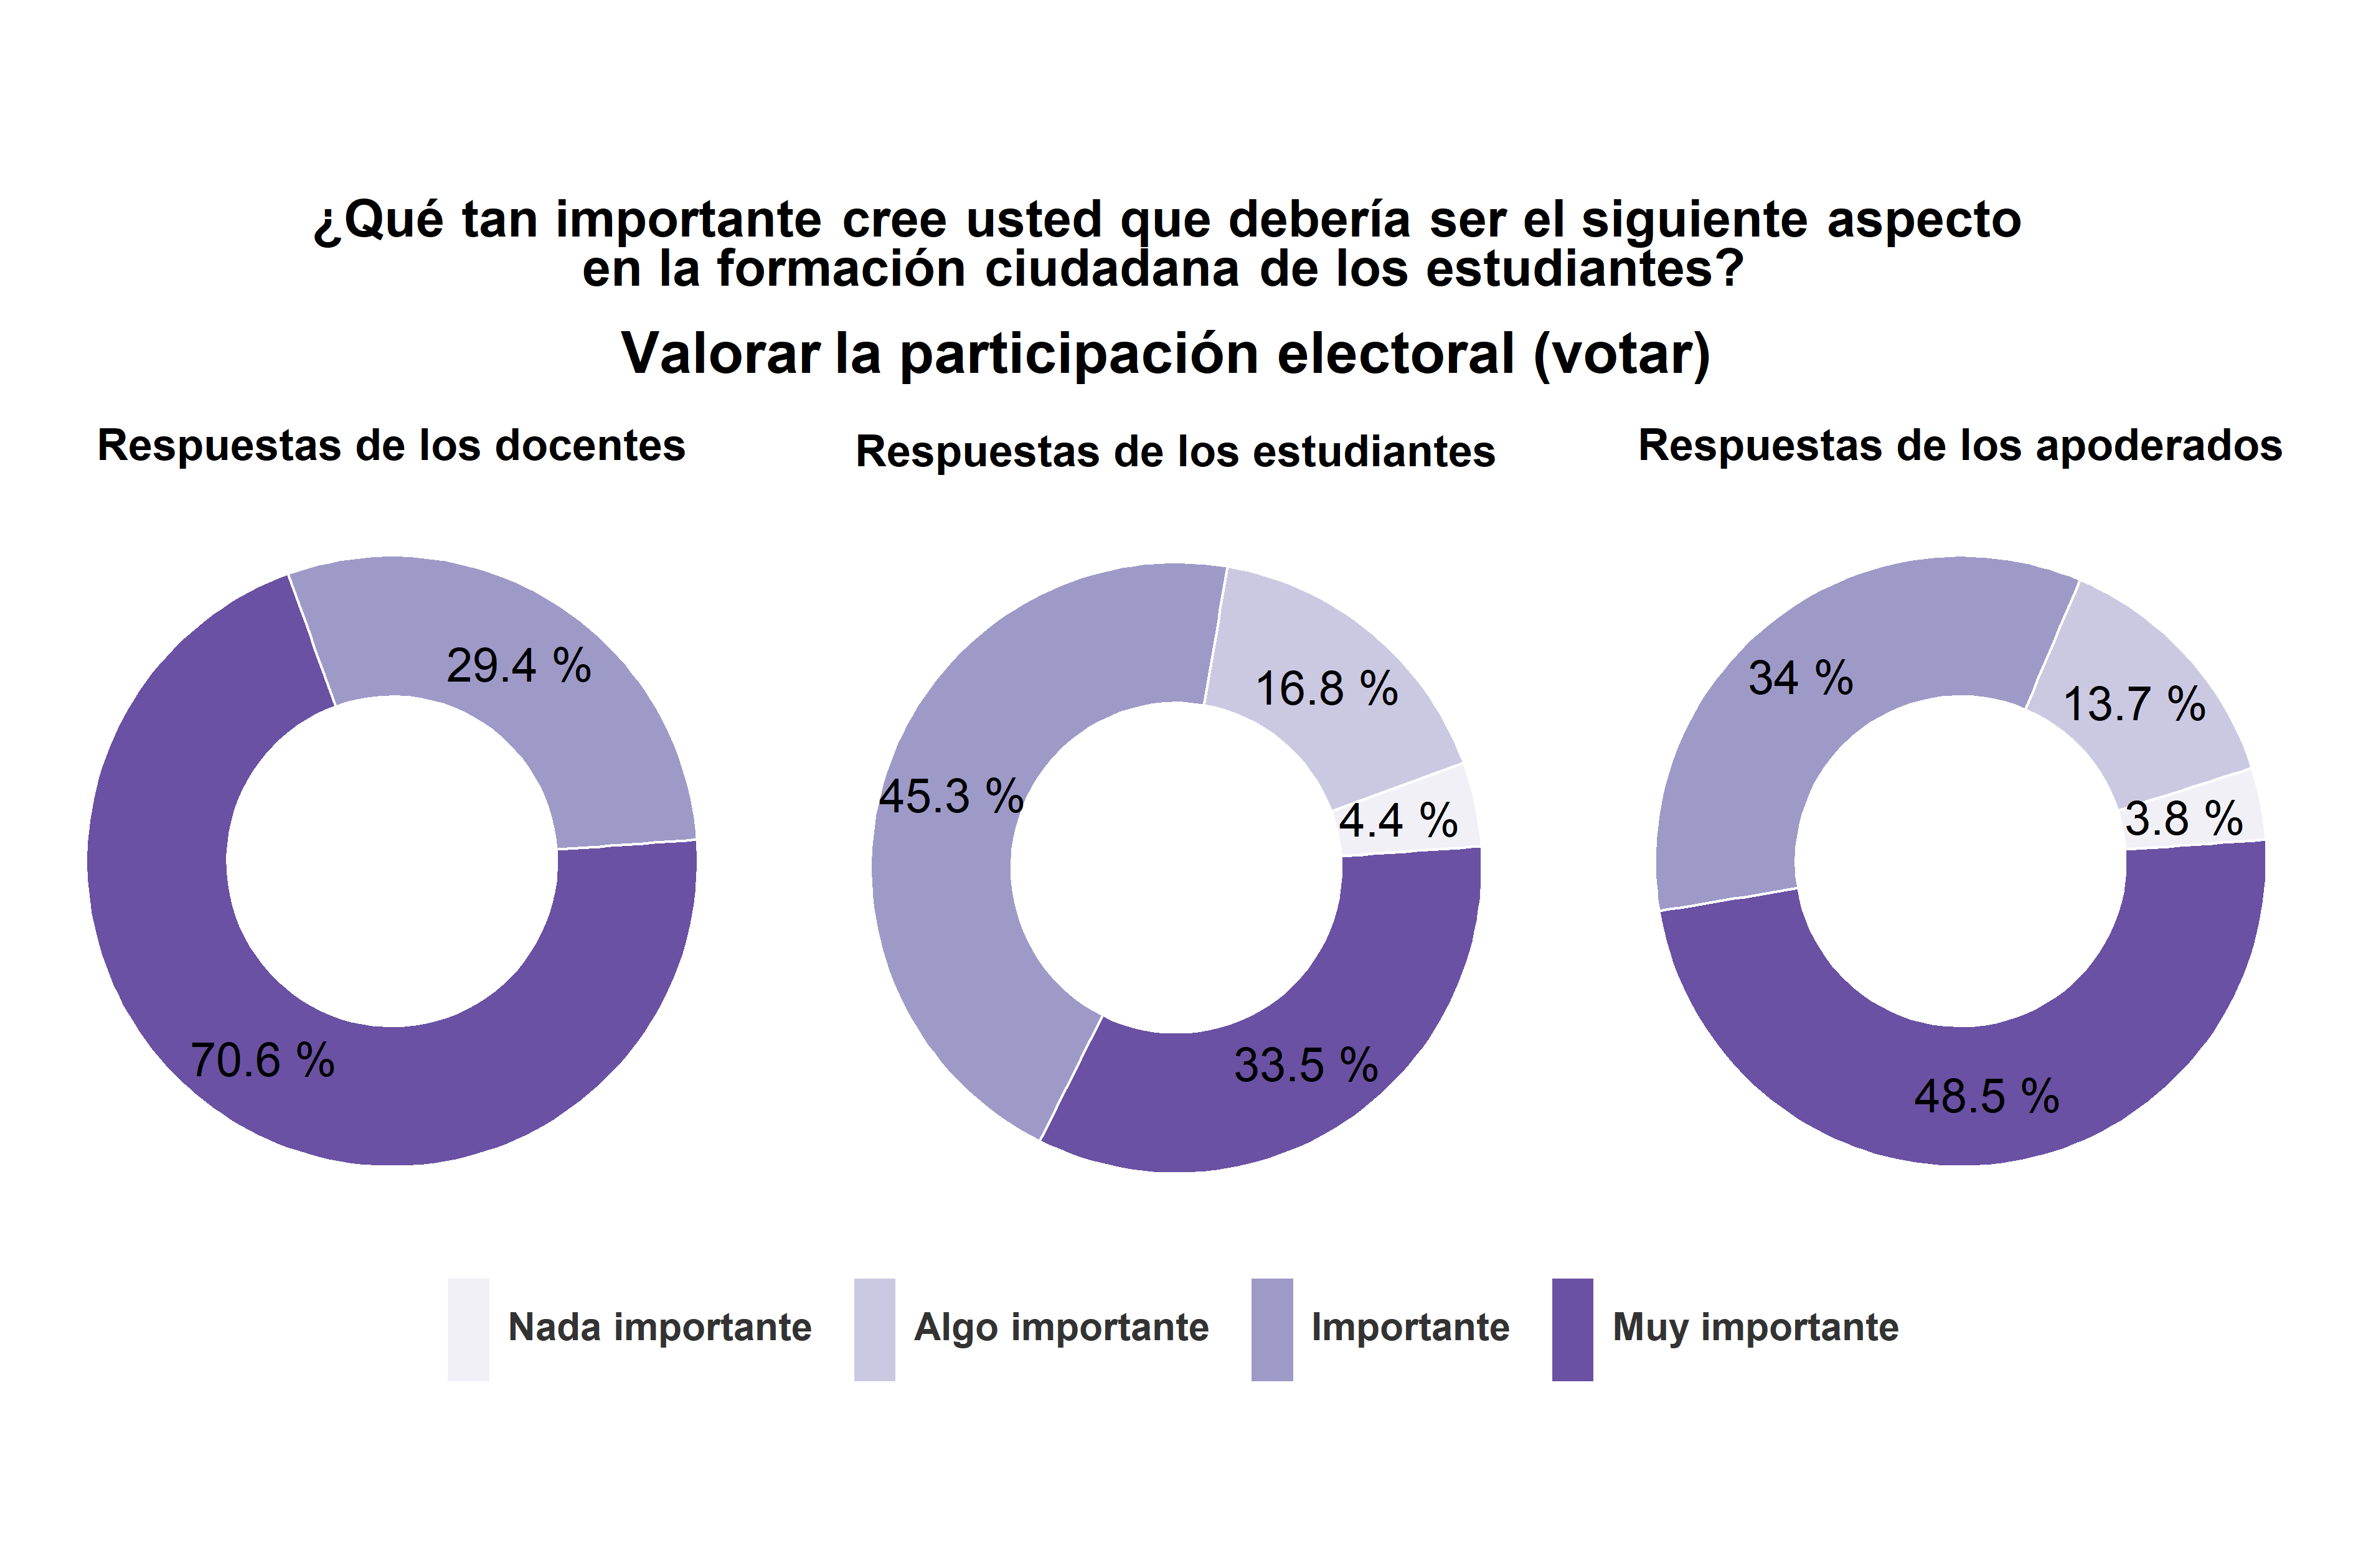 ¿Qué tan importante cree usted que debería ser el siguiente aspecto
en la formación ciudadana de los estudiantes?
Valorar la participación electoral (votar)
Respuestas de los docentes
Respuestas de los estudiantes
Respuestas de los apoderados
29.4 %
70.6 %
16.8 %
45.3 %
4.4 %
33.5 %
34 %
13.7 %
3.8 %
48.5 %
Nada importante
Algo importante
Importante
Muy importante